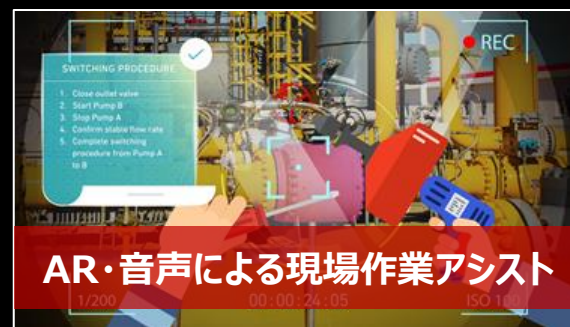 REC
SWITCHING PROCEDURE
1. Close outlet valve
2. Start Pump B
3. Stop Pump A
4. Confirm stable flow rate
5. Complete switching
procedure from Pump A
to B
AR・音声による現場作業アシスト
1/200
00:00:24:05
ISO 100